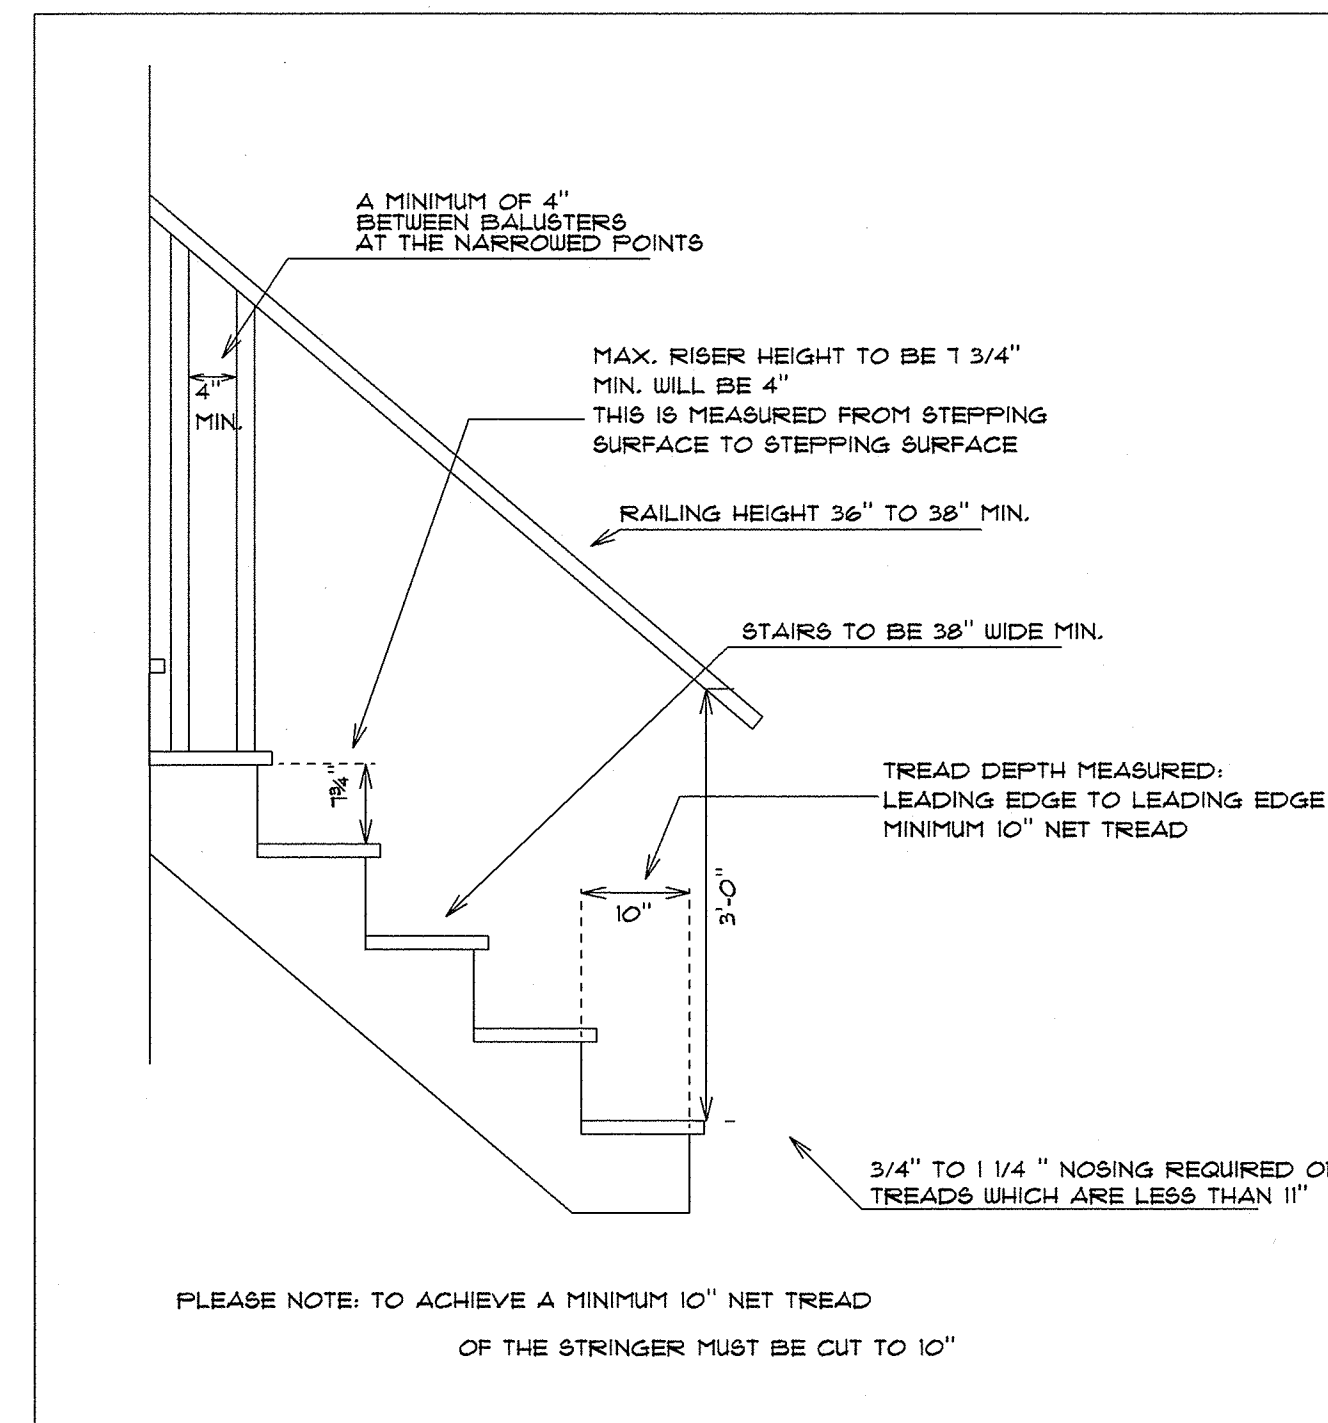 A MINIMUM OF 4"
BETWEEN BALUSTERS
AT THE NARROWED POINTS
4"
MIN.
MAX. RISER HEIGHT TO BE 7 3/4"
MIN. WILL BE 4"
THIS IS MEASURED FROM STEPPING
SURFACE TO STEPPING SURFACE
RAILING HEIGHT 36" TO 38" MIN.
STAIRS TO BE 38" WIDE MIN.
7 3/4"
TREAD DEPTH MEASURED:
LEADING EDGE TO LEADING EDGE
MINIMUM 10" NET TREAD
10"
3'-0"
3/4" TO 1 1/4 " NOSING REQUIRED
TREADS WHICH ARE LESS THAN 11"
PLEASE NOTE: TO ACHIEVE A MINIMUM 10" NET TREAD
OF THE STRINGER MUST BE CUT TO 10"